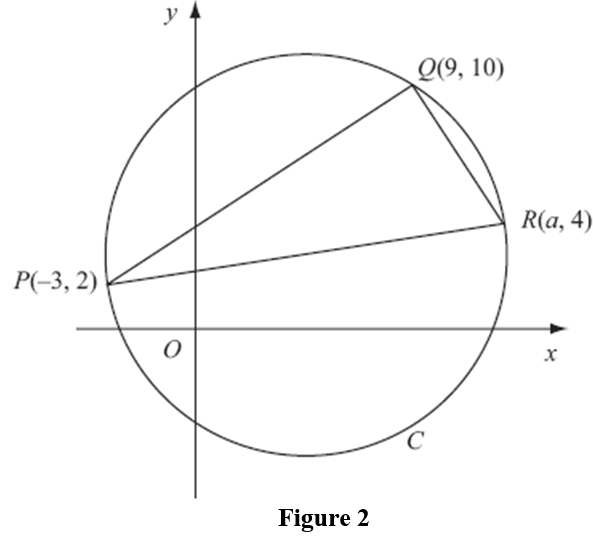 y
Q(9, 10)
R(a, 4)
P(–3, 2)
O
x
C
Figure 2